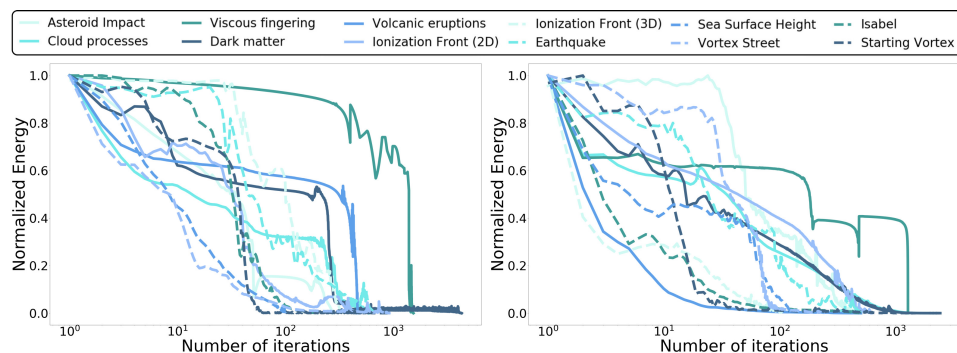 Asteroid Impact Viscous fingering Volcanic eruptions Ionization Front (3D) Sea Surface Height Isabel
Cloud processes Dark matter Ionization Front (2D) Earthquake Vortex Street Starting Vortex
Normalized Energy
1.0
0.8
0.6
0.4
0.2
0.0
10⁰ 10¹ 10² 10³
Number of iterations
Normalized Energy
1.0
0.8
0.6
0.4
0.2
0.0
10⁰ 10¹ 10² 10³
Number of iterations